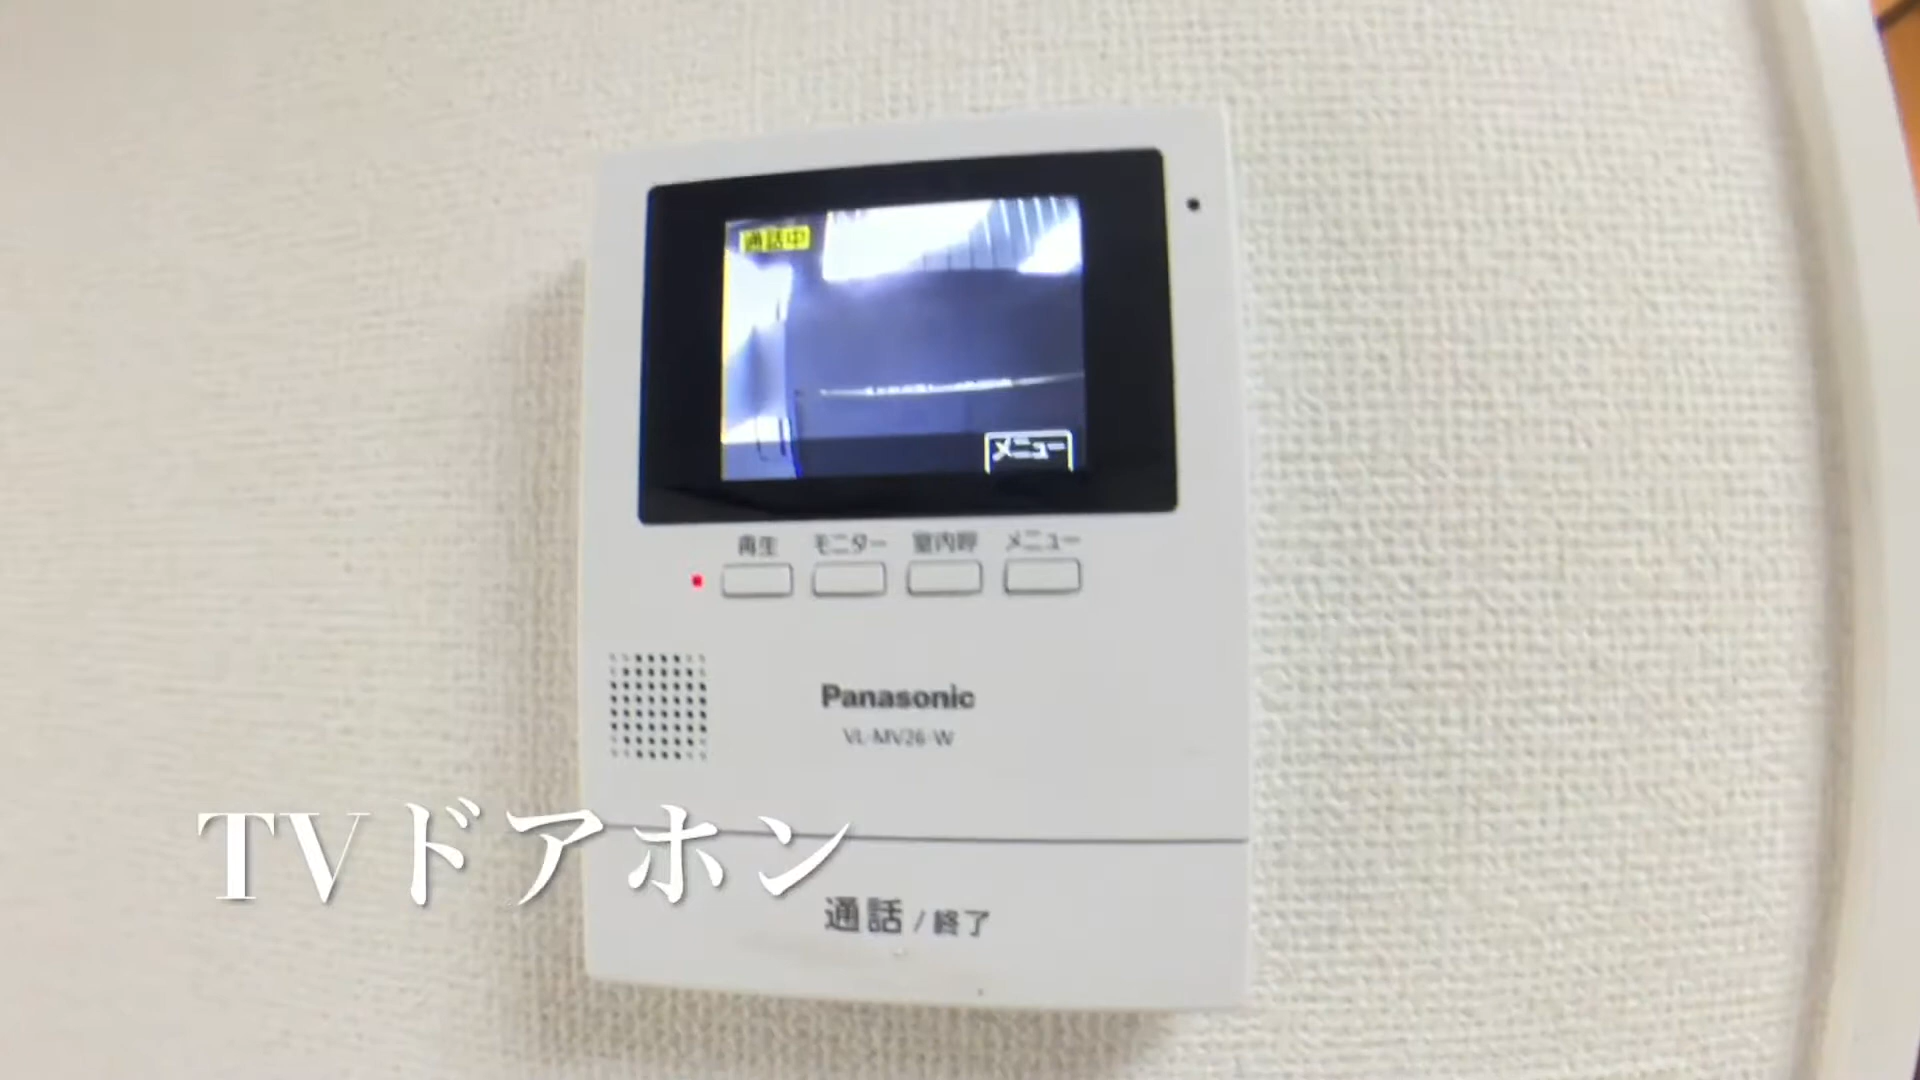 通話中
メニュー
再生 モニター 室内呼 メニュー
Panasonic
VL-MV26-W
TVドアホン
通話 / 終了